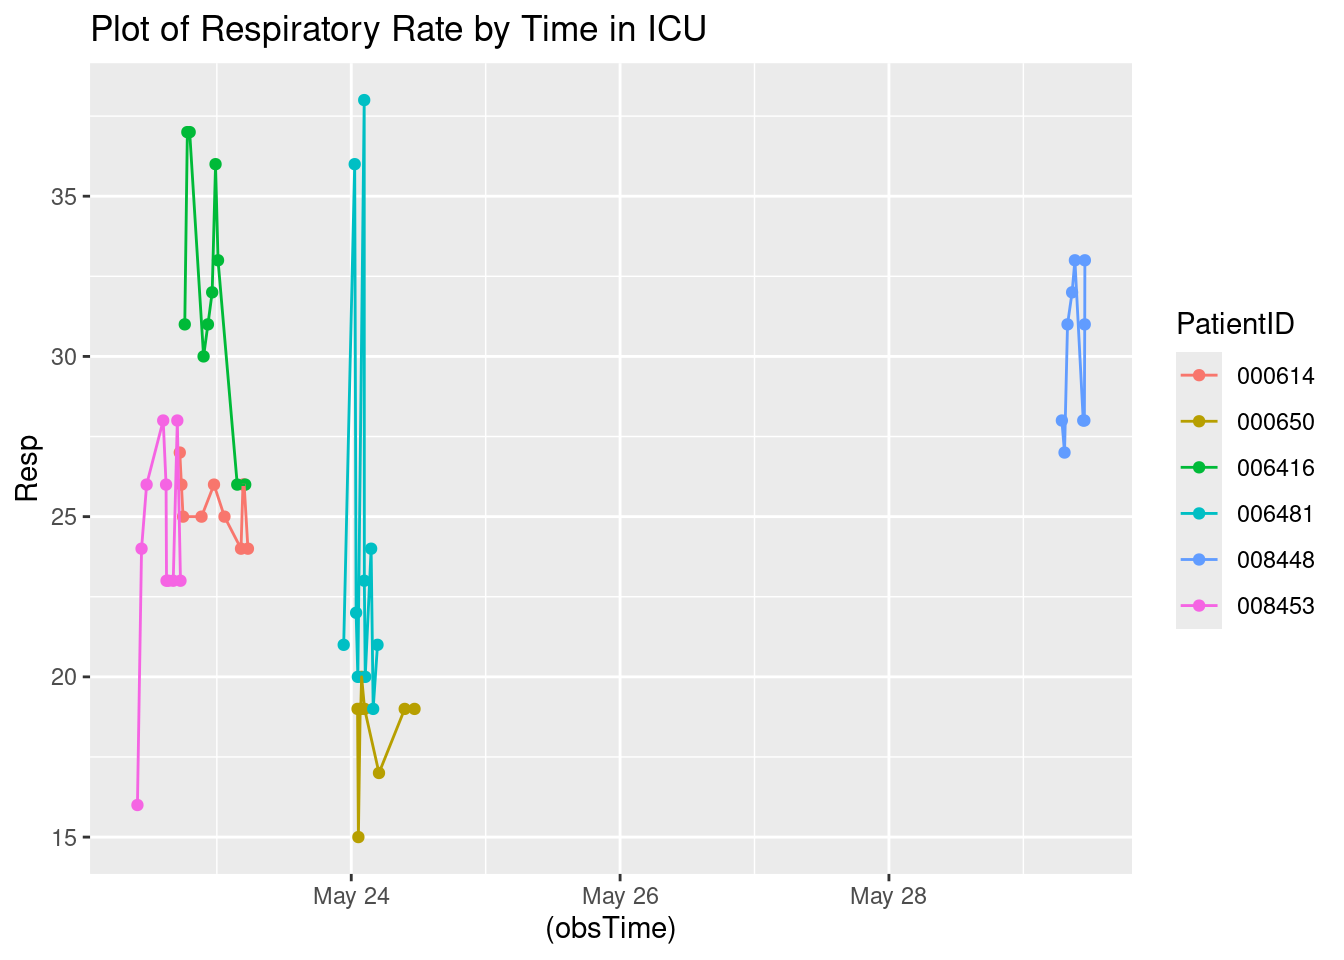 Plot of Respiratory Rate by Time in ICU
Resp
35
30
25
20
15
May 24
May 26
May 28
(obsTime)
PatientID
000614
000650
006416
006481
008448
008453